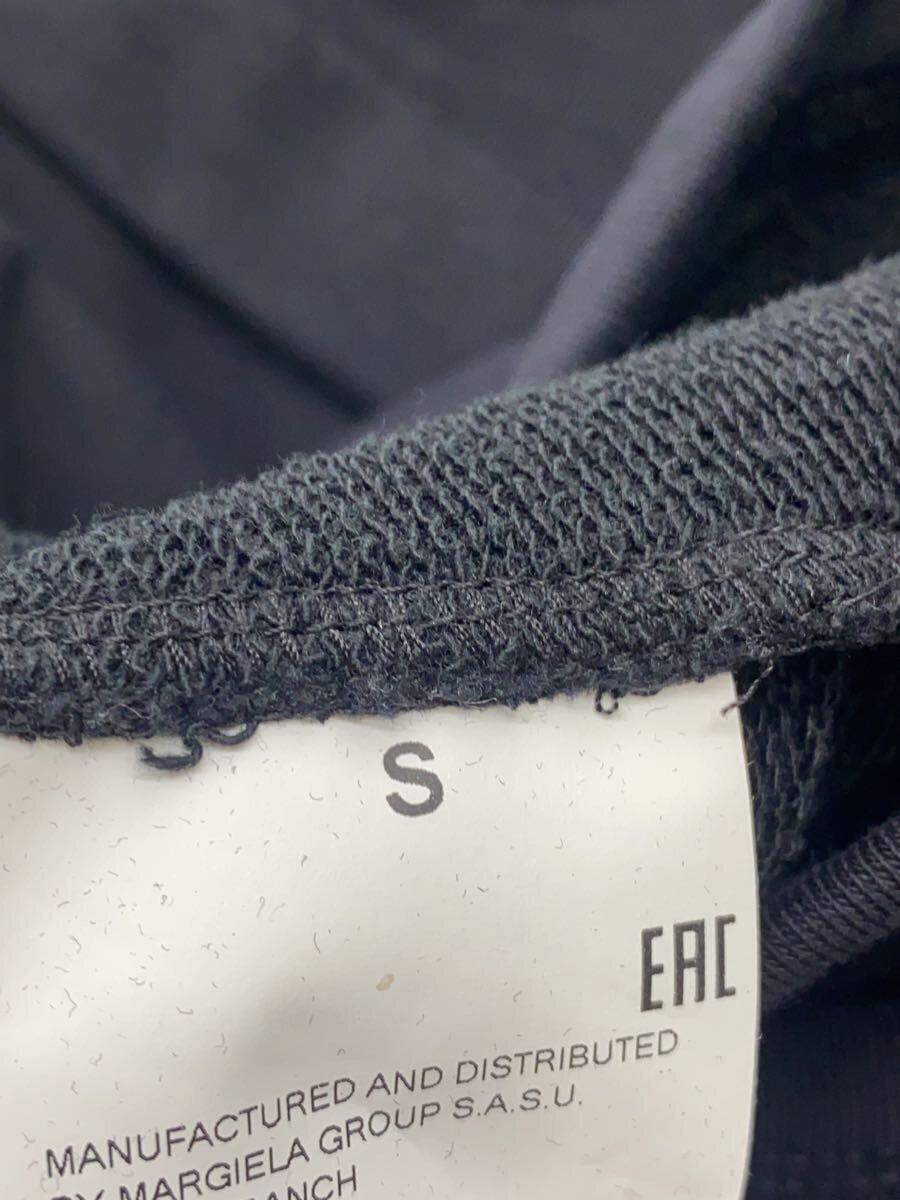 S
EAC
MANUFACTURED AND DISTRIBUTED
BY MARGIELA GROUP S.A.S.U.